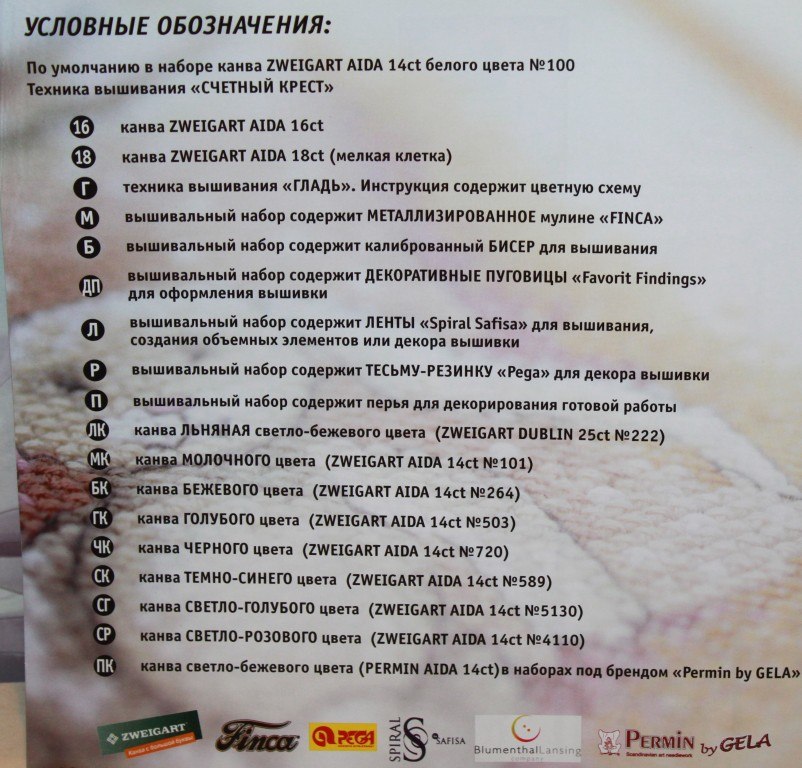 УСЛОВНЫЕ ОБОЗНАЧЕНИЯ:
По умолчанию в наборе канва ZWEIGART AIDA 14ct белого цвета №100
Техника вышивания «СЧЕТНЫЙ КРЕСТ»
16 канва ZWEIGART AIDA 16ct
18 канва ZWEIGART AIDA 18ct (мелкая клетка)
Г техника вышивания «ГЛАДЬ». Инструкция содержит цветную схему
М вышивальный набор содержит МЕТАЛЛИЗИРОВАННОЕ мулине «FINCA»
Б вышивальный набор содержит калиброванный БИСЕР для вышивания
ДП вышивальный набор содержит ДЕКОРАТИВНЫЕ ПУГОВИЦЫ «Favorit Findings»
для оформления вышивки
Л вышивальный набор содержит ЛЕНТЫ «Spiral Safisa» для вышивания,
создания объемных элементов или декора вышивки
Р вышивальный набор содержит ТЕСЬМУ-РЕЗИНКУ «Pega» для декора вышивки
П вышивальный набор содержит перья для декорирования готовой работы
ЛК канва ЛЬНЯНАЯ светло-бежевого цвета (ZWEIGART DUBLIN 25ct №222)
МК канва МОЛОЧНОГО цвета (ZWEIGART AIDA 14ct №101)
БК канва БЕЖЕВОГО цвета (ZWEIGART AIDA 14ct №264)
ГК канва ГОЛУБОГО цвета (ZWEIGART AIDA 14ct №503)
ЧК канва ЧЕРНОГО цвета (ZWEIGART AIDA 14ct №720)
СК канва ТЕМНО-СИНЕГО цвета (ZWEIGART AIDA 14ct №589)
СГ канва СВЕТЛО-ГОЛУБОГО цвета (ZWEIGART AIDA 14ct №5130)
СР канва СВЕТЛО-РОЗОВОГО цвета (ZWEIGART AIDA 14ct №4110)
ПК канва светло-бежевого цвета (PERMIN AIDA 14ct)в наборах под брендом «Permin by GELA»
ZWEIGART
Канва с большой буквы
Finca
PEGA
SPIRAL SAFISA
BlumenthalLansing
company
PERMIN by GELA
Scandinavian art needlework